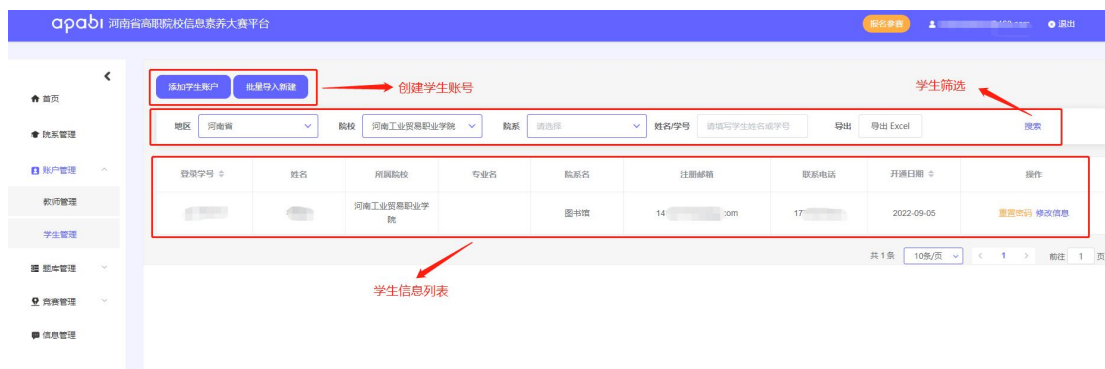 apabi 河南省高职院校信息素养大赛平台
报名参赛
退出
添加学生账户 批量导入新建
创建学生账号
学生筛选
首页
院系管理
账户管理
教师管理
学生管理
题库管理
竞赛管理
信息管理
地区 河南省 院校 河南工业贸易职业学院 院系 请选择 姓名/学号 请填写学生姓名或学号 导出 导出 Excel 搜索
登录学号 姓名 所属院校 专业名 院系名 注册邮箱 联系电话 开通日期 操作
河南工业贸易职业学
院
图书馆 14 :om 17 2022-09-05 重置密码 修改信息
共 1 条 10条/页 < 1 > 前往 1 页
学生信息列表